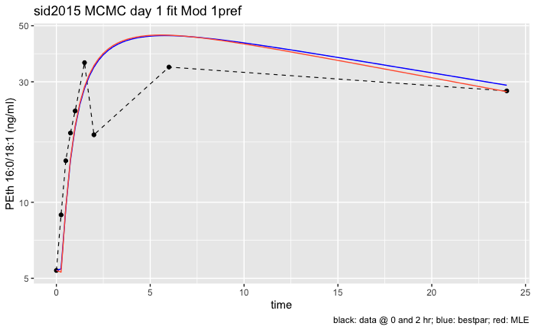 sid2015 MCMC day 1 fit Mod 1pref
PEth 16:0/18:1 (ng/ml)
50
30
10
5
0
5
10
15
20
25
time
black: data @ 0 and 2 hr; blue: bestpar; red: MLE